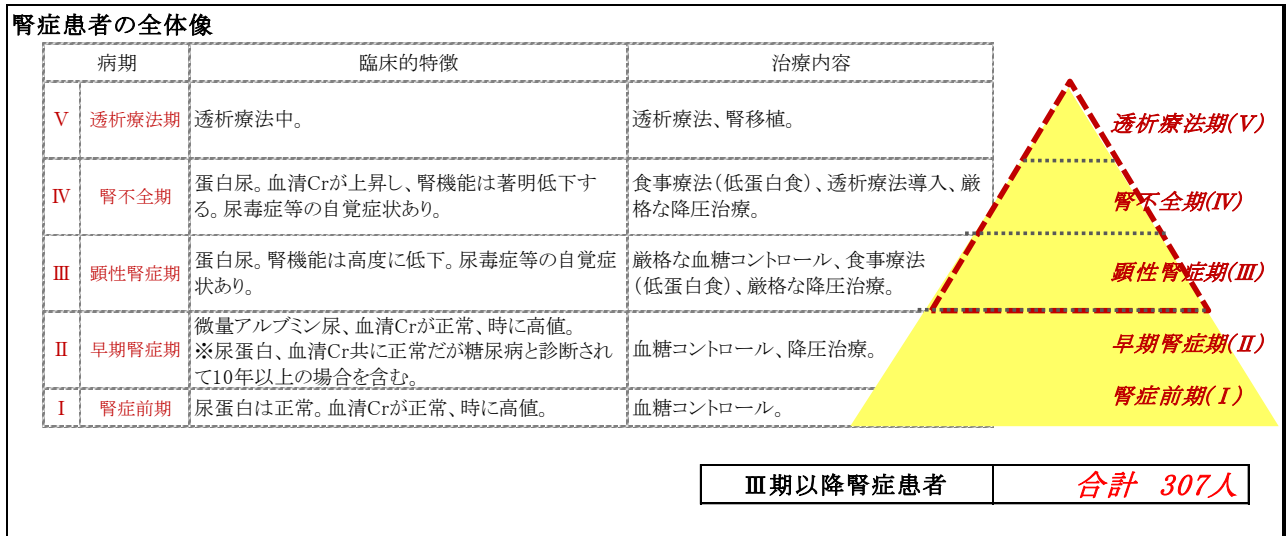 腎症患者の全体像
病期 臨床的特徴 治療内容
Ⅴ 透析療法期 透析療法中。 透析療法、腎移植。
透析療法期(Ⅴ)
Ⅳ 腎不全期
蛋白尿。血清Crが上昇し、腎機能は著明低下す
る。尿毒症等の自覚症状あり。
食事療法(低蛋白食)、透析療法導入、厳
格な降圧治療。
腎不全期(Ⅳ)
Ⅲ 顕性腎症期
蛋白尿。腎機能は高度に低下。尿毒症等の自覚症
状あり。
厳格な血糖コントロール、食事療法
(低蛋白食)、厳格な降圧治療。
顕性腎症期(Ⅲ)
Ⅱ 早期腎症期
微量アルブミン尿、血清Crが正常、時に高値。
※尿蛋白、血清Cr共に正常だが糖尿病と診断され
て10年以上の場合を含む。
血糖コントロール、降圧治療。
早期腎症期(Ⅱ)
Ⅰ 腎症前期 尿蛋白は正常。血清Crが正常、時に高値。 血糖コントロール。
腎症前期(Ⅰ)
Ⅲ期以降腎症患者 合計 307人